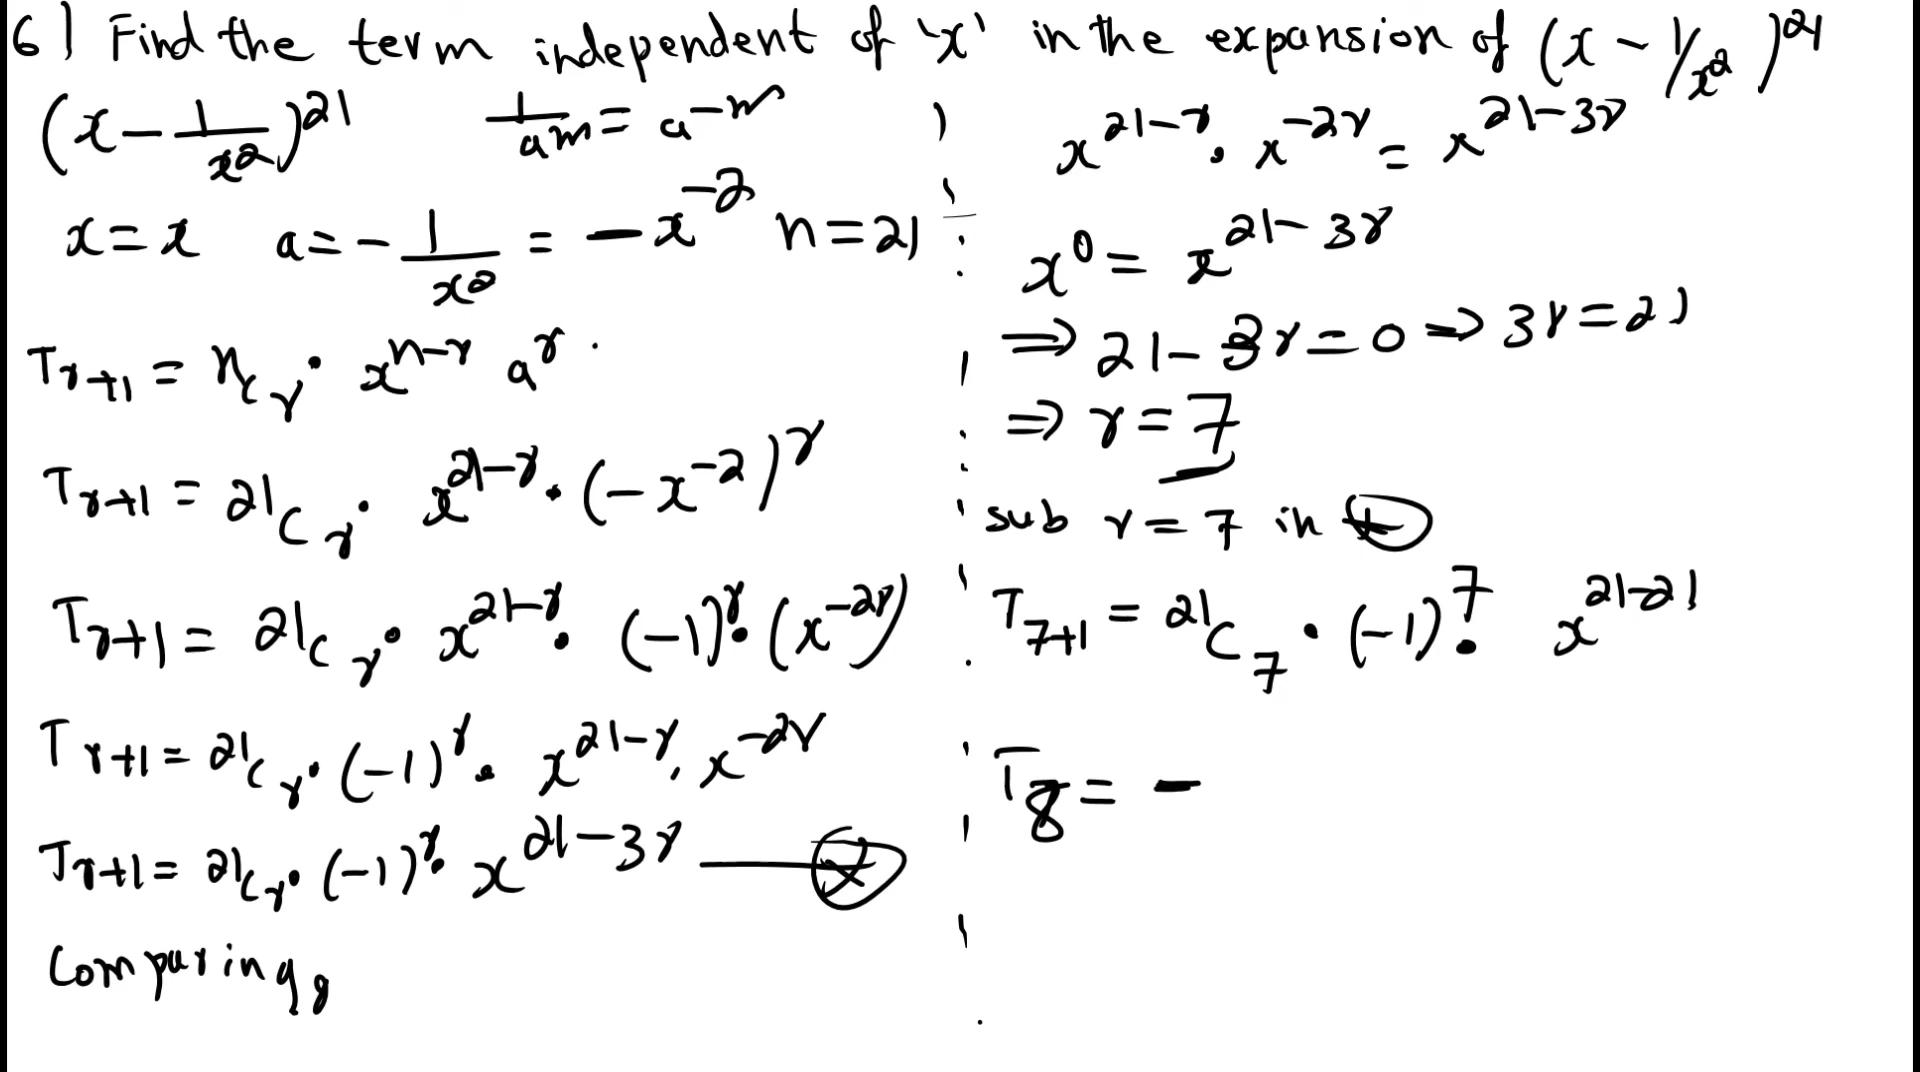 6) Find the term independent of 'x' in the expansion of (x - 1/x²)²¹
(x - 1/x²)²¹   1/aᵐ = a⁻ᵐ
x = x   a = - 1/x² = - x⁻²   n = 21
Tᵣ₊₁ = ⁿCᵣ · xⁿ⁻ʳ aʳ .
Tᵣ₊₁ = ²¹Cᵣ · x²¹⁻ʳ · (-x⁻²)ʳ
Tᵣ₊₁ = ²¹Cᵣ · x²¹⁻ʳ · (-1)ʳ · (x⁻²ʳ)
Tᵣ₊₁ = ²¹Cᵣ · (-1)ʳ · x²¹⁻ʳ . x⁻²ʳ
Tᵣ₊₁ = ²¹Cᵣ · (-1)ʳ · x²¹⁻³ʳ —— ⊛
Comparing
x²¹⁻ʳ · x⁻²ʳ = x²¹⁻³ʳ
x⁰ = x²¹⁻³ʳ
⇒ 21 - 3r = 0 ⇒ 3r = 21
⇒ r = 7
sub r = 7 in ⊛
T₇₊₁ = ²¹C₇ · (-1)⁷ · x²¹⁻²¹
T₈ = -